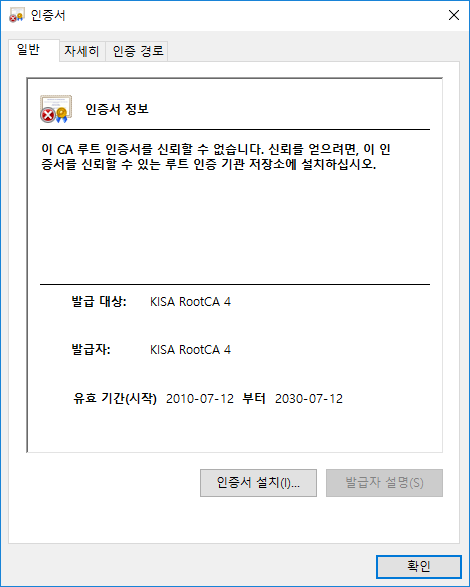 인증서
일반 자세히 인증 경로
인증서 정보
이 CA 루트 인증서를 신뢰할 수 없습니다. 신뢰를 얻으려면, 이 인
증서를 신뢰할 수 있는 루트 인증 기관 저장소에 설치하십시오.
발급 대상: KISA RootCA 4
발급자: KISA RootCA 4
유효 기간(시작) 2010-07-12 부터 2030-07-12
인증서 설치(I)... 발급자 설명(S)
확인